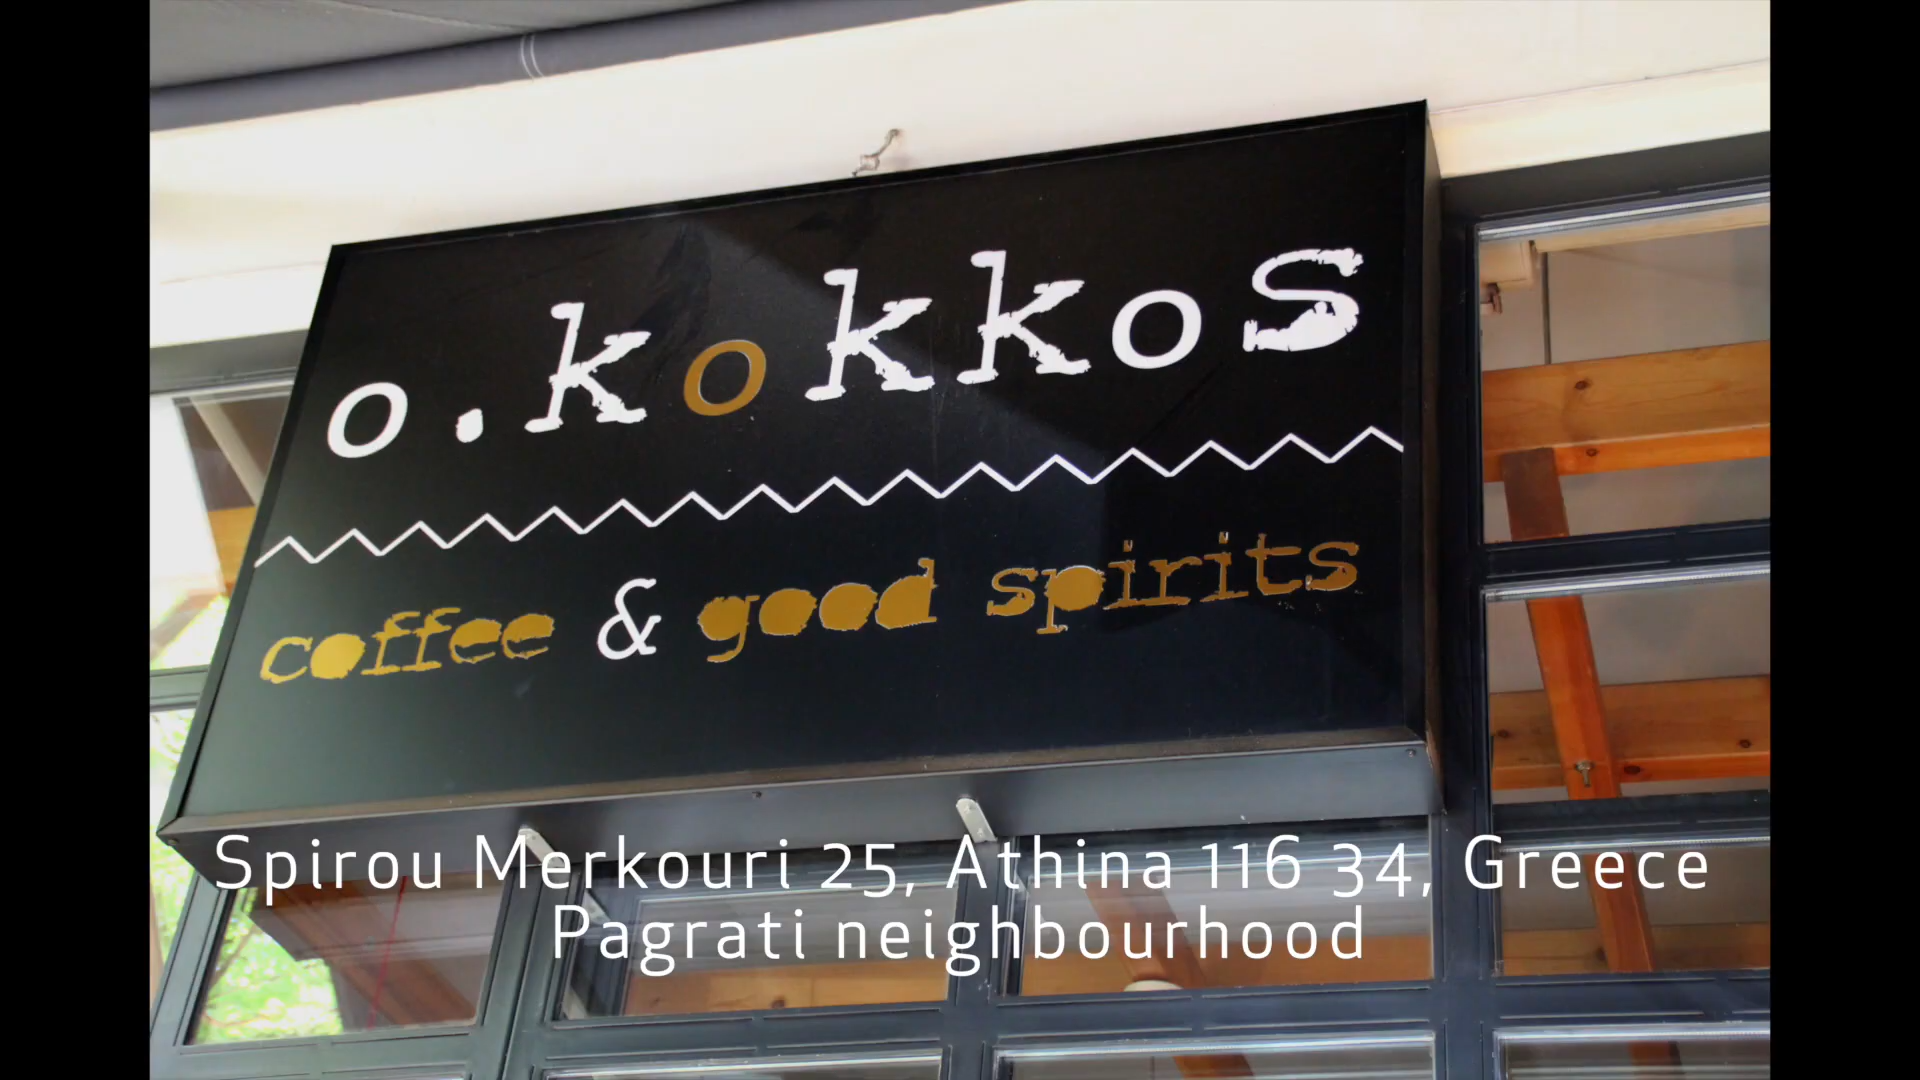 o.kokkos
coffee & good spirits
Spirou Merkouri 25, Athina 116 34, Greece
Pagrati neighbourhood